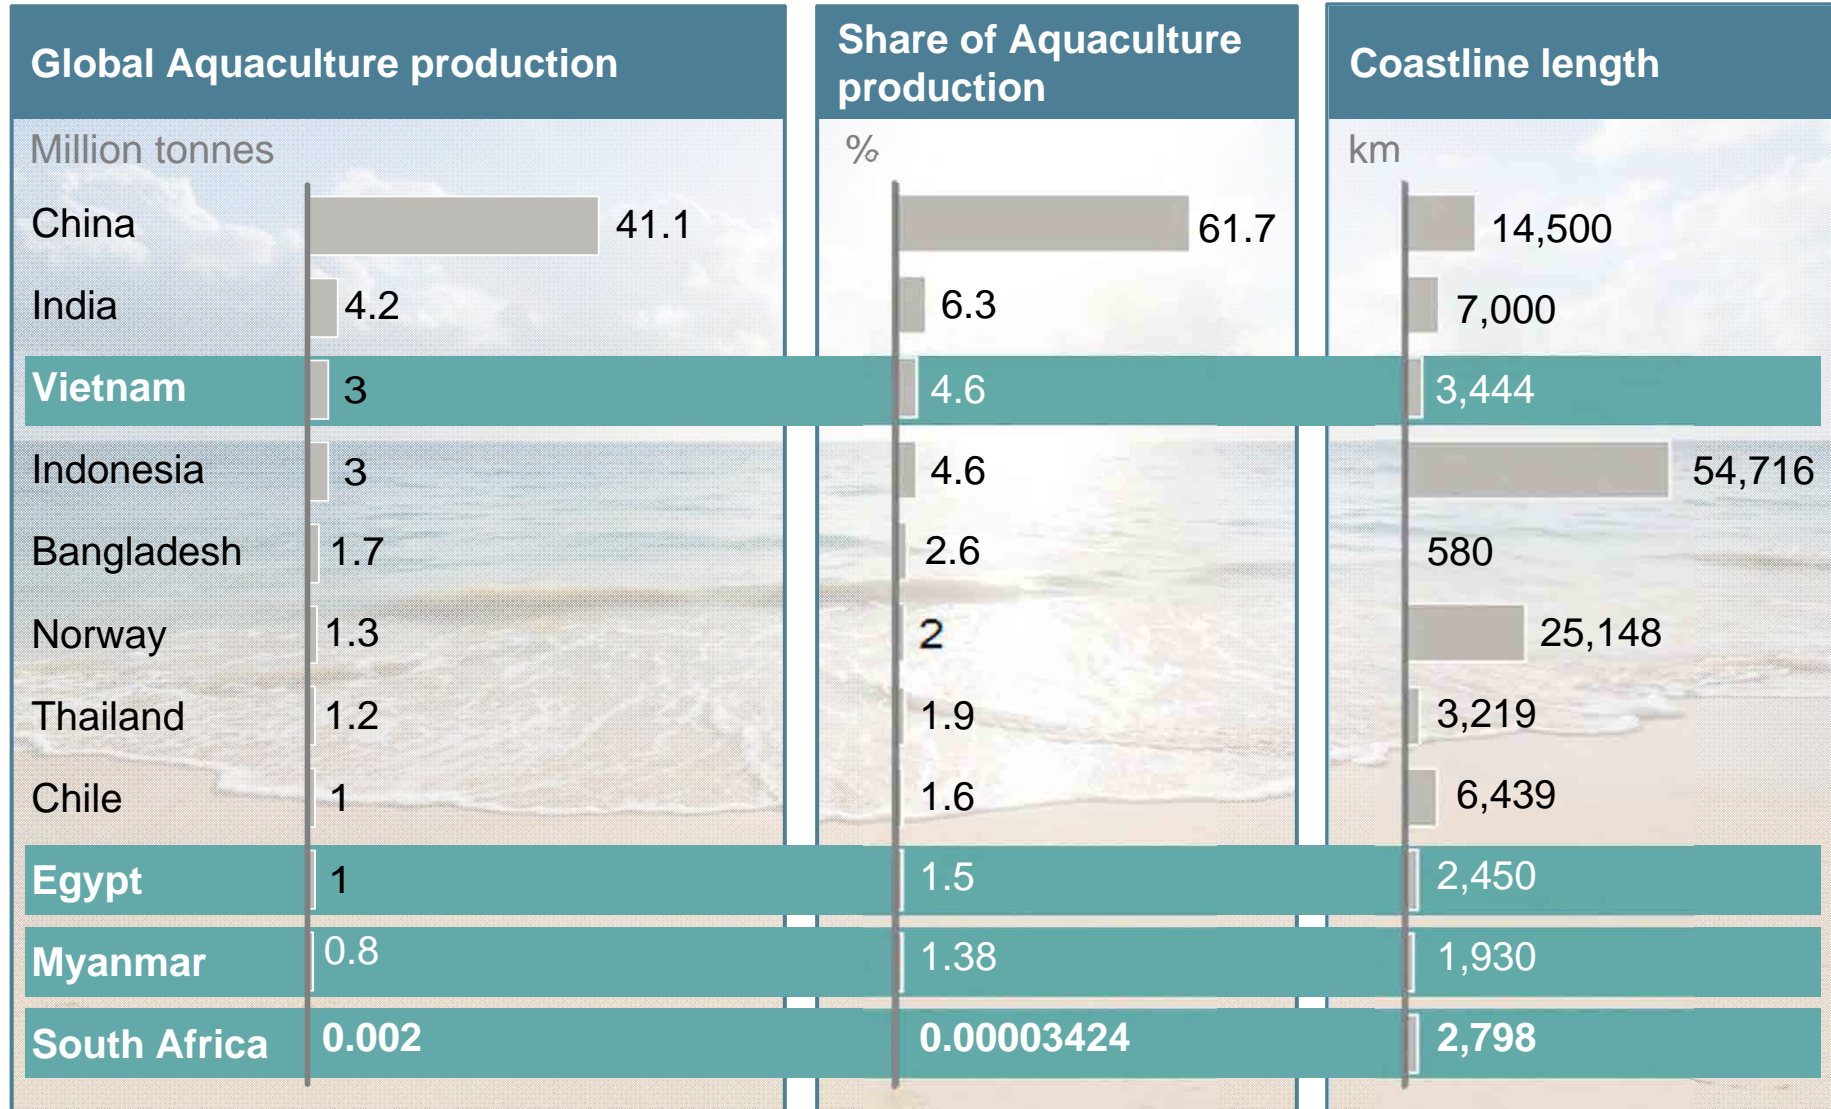 Global Aquaculture production
Share of Aquaculture
production
Coastline length
Million tonnes
%
km
China 41.1 61.7 14,500
India 4.2 6.3 7,000
Vietnam 3 4.6 3,444
Indonesia 3 4.6 54,716
Bangladesh 1.7 2.6 580
Norway 1.3 2 25,148
Thailand 1.2 1.9 3,219
Chile 1 1.6 6,439
Egypt 1 1.5 2,450
Myanmar 0.8 1.38 1,930
South Africa 0.002 0.00003424 2,798